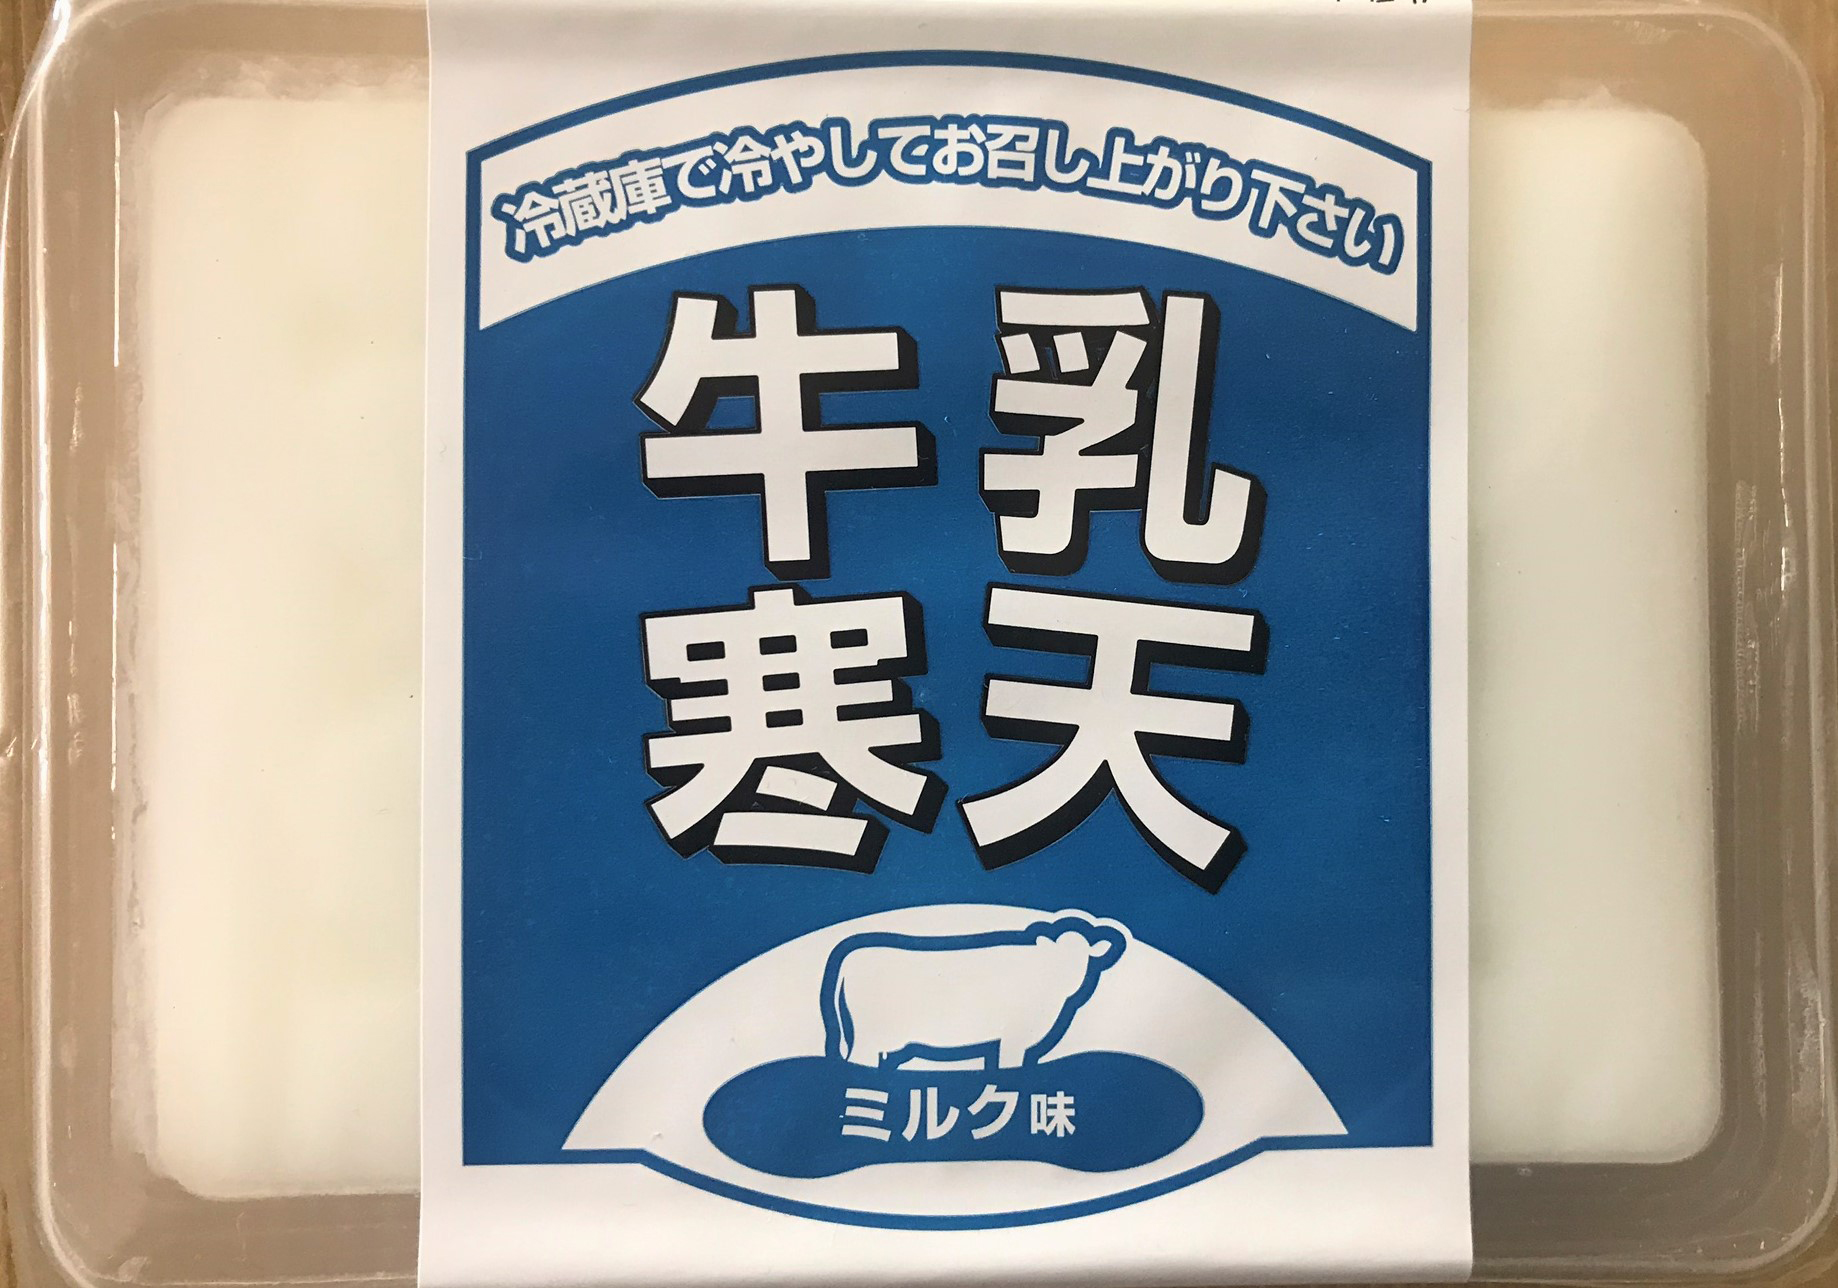 冷蔵庫で冷やしてお召し上がり下さい
牛乳
寒天
ミルク味